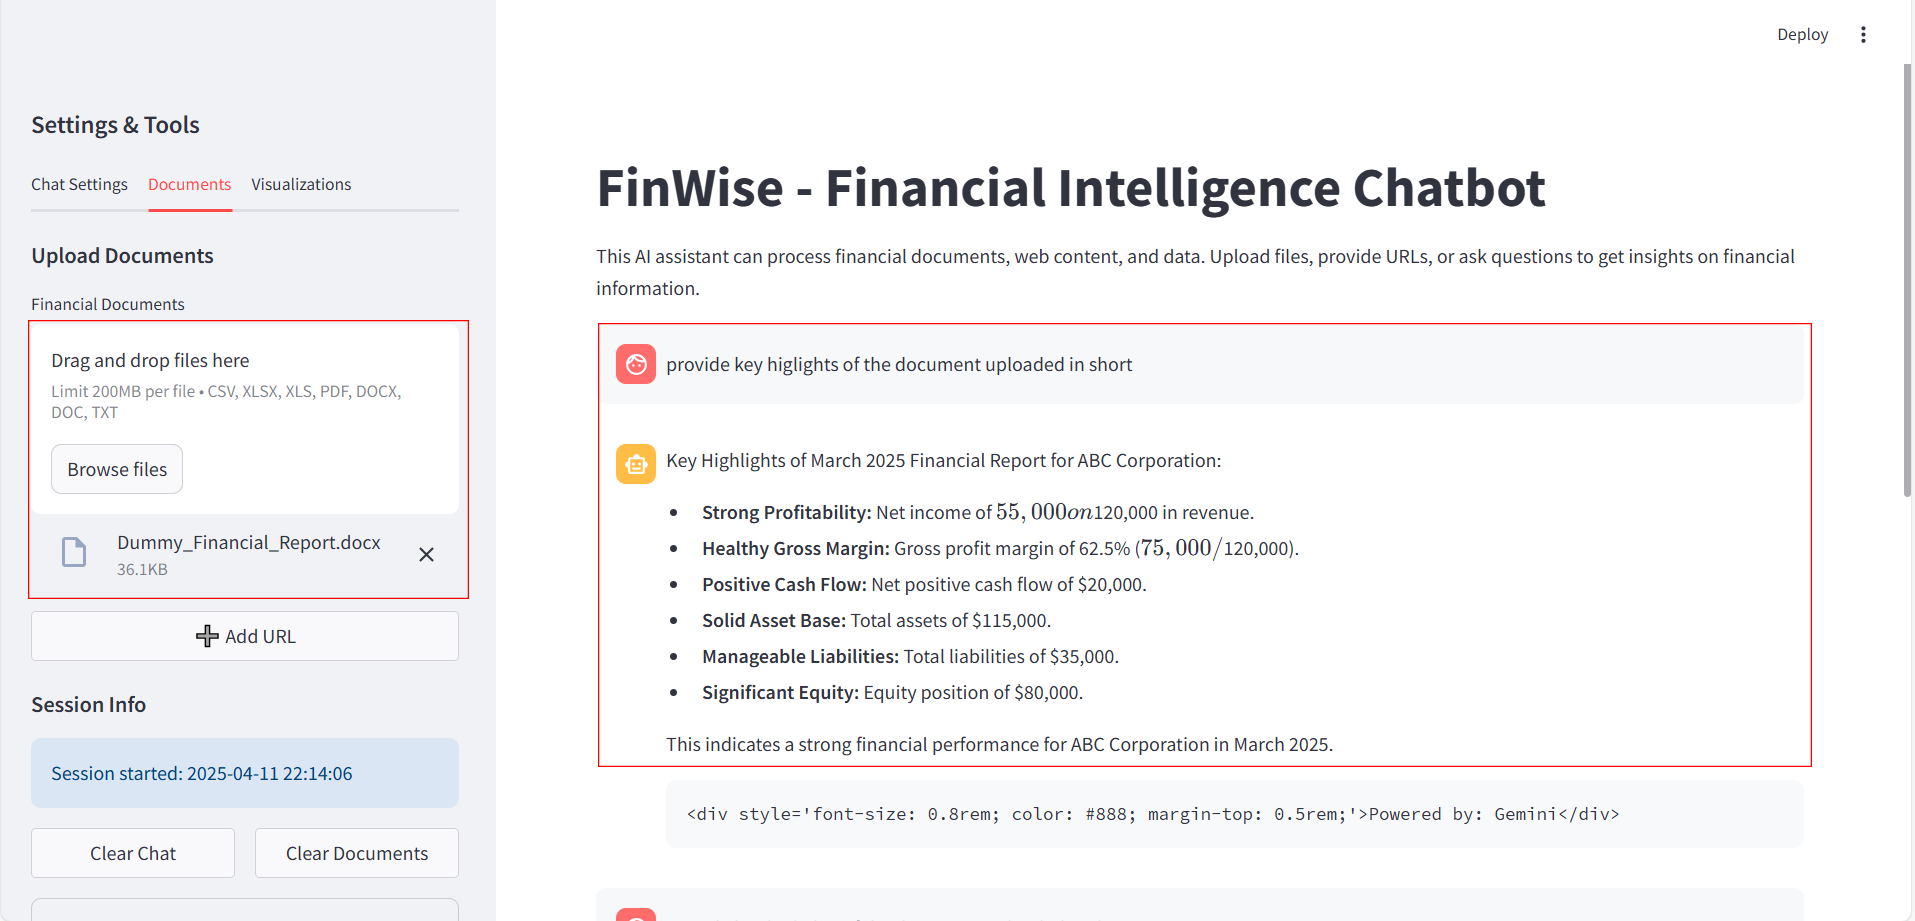 Deploy
Settings & Tools
Chat Settings Documents Visualizations
Upload Documents
Financial Documents
Drag and drop files here
Limit 200MB per file • CSV, XLSX, XLS, PDF, DOCX,
DOC, TXT
Browse files
Dummy_Financial_Report.docx
36.1KB
Add URL
Session Info
Session started: 2025-04-11 22:14:06
Clear Chat
Clear Documents
FinWise - Financial Intelligence Chatbot
This AI assistant can process financial documents, web content, and data. Upload files, provide URLs, or ask questions to get insights on financial
information.
provide key higlights of the document uploaded in short
Key Highlights of March 2025 Financial Report for ABC Corporation:
• Strong Profitability: Net income of 55,000on120,000 in revenue.
• Healthy Gross Margin: Gross profit margin of 62.5% (75,000/120,000).
• Positive Cash Flow: Net positive cash flow of $20,000.
• Solid Asset Base: Total assets of $115,000.
• Manageable Liabilities: Total liabilities of $35,000.
• Significant Equity: Equity position of $80,000.
This indicates a strong financial performance for ABC Corporation in March 2025.
<div style='font-size: 0.8rem; color: #888; margin-top: 0.5rem;'>Powered by: Gemini</div>